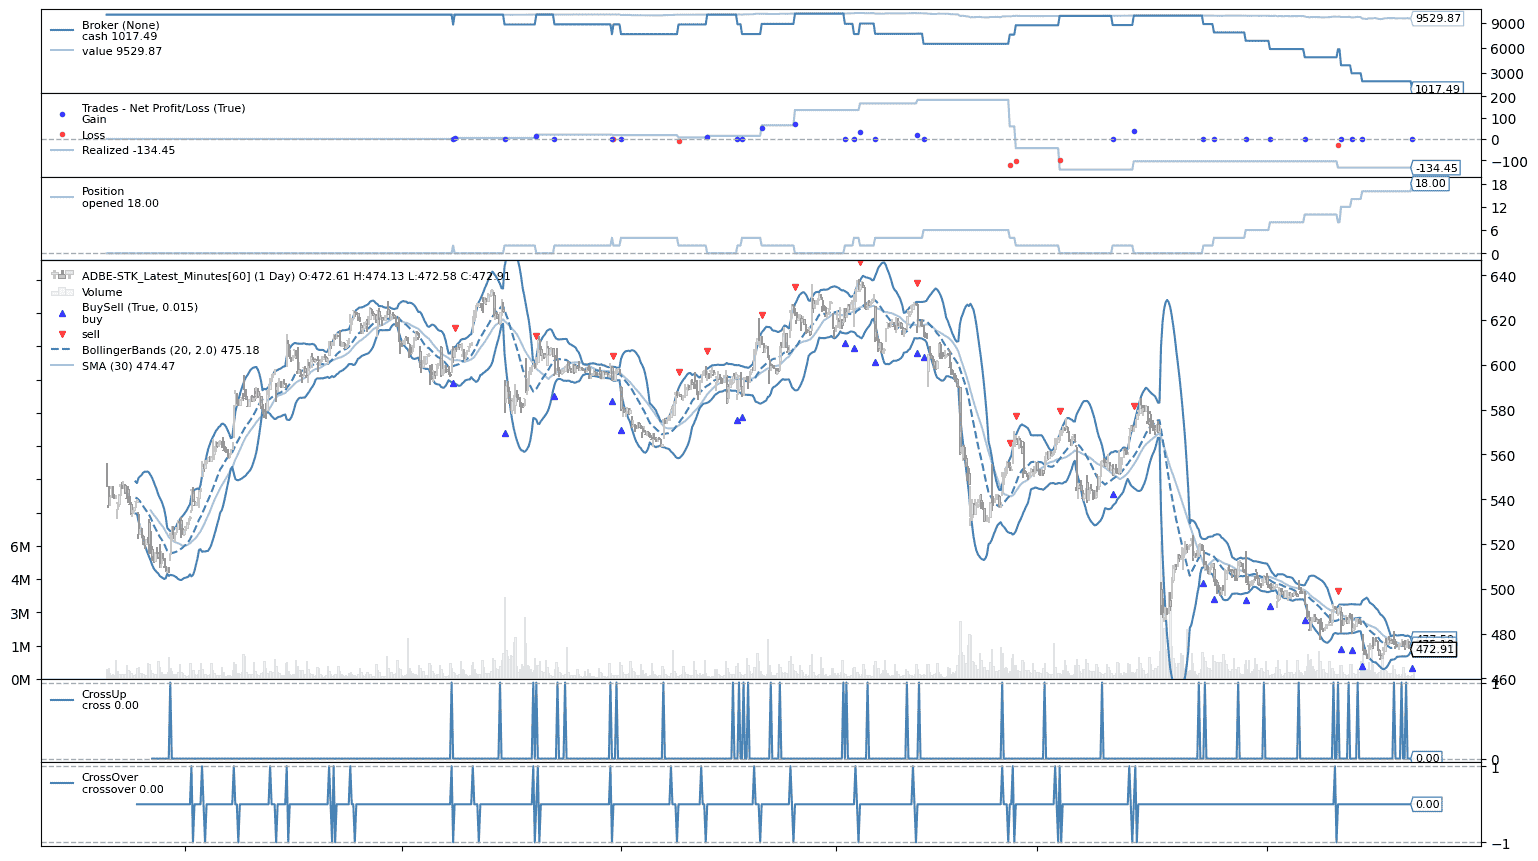 Broker (None)
cash 1017.49
value 9529.87
9529.87
1017.49
9000
6000
3000
Trades - Net Profit/Loss (True)
Gain
Loss
Realized -134.45
-134.45
200
100
0
−100
Position
opened 18.00
18.00
18
12
6
0
ADBE-STK_Latest_Minutes[60] (1 Day) O:472.61 H:474.13 L:472.58 C:472.91
Volume
BuySell (True, 0.015)
buy
sell
BollingerBands (20, 2.0) 475.18
SMA (30) 474.47
640
620
600
580
560
540
520
500
480
460
472.91
6M
4M
3M
1M
0M
CrossUp
cross 0.00
0.00
1
0
CrossOver
crossover 0.00
0.00
1
−1